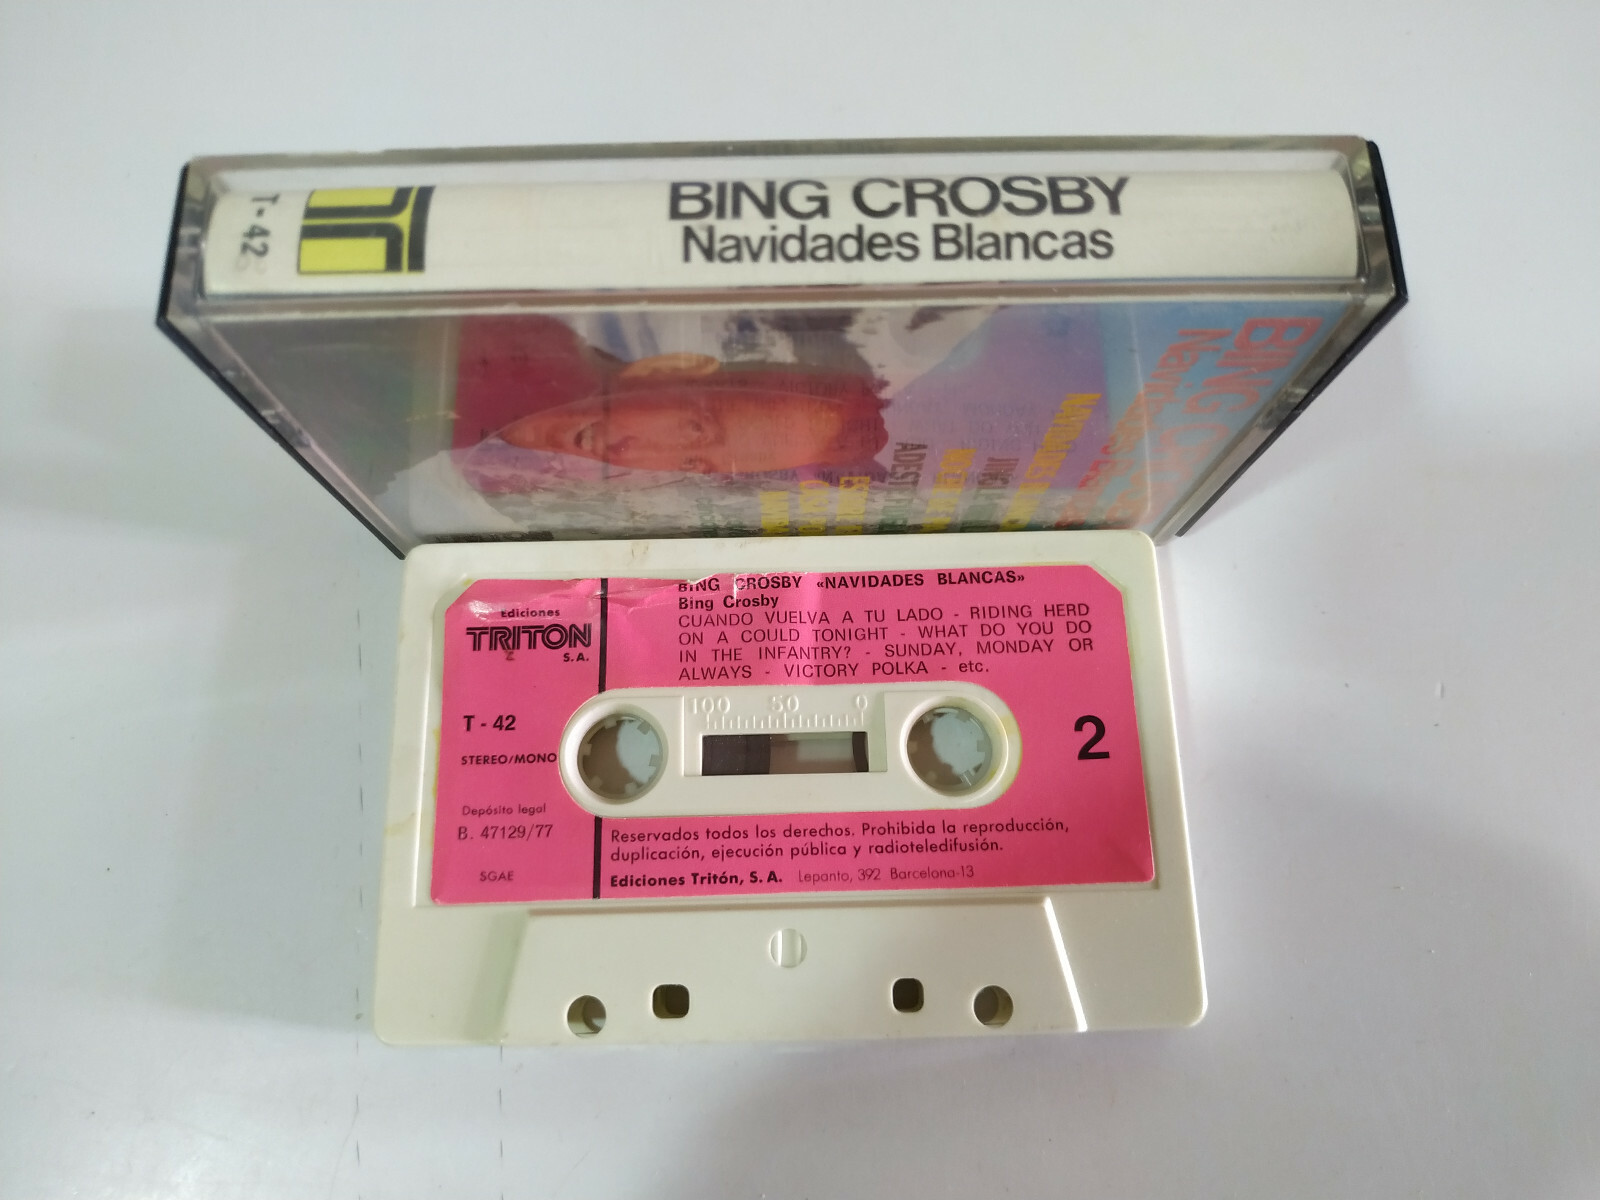 T-42
BING CROSBY
Navidades Blancas
BING
NAVIDADES
BING CROSBY «NAVIDADES BLANCAS»
Bing Crosby
CUANDO VUELVA A TU LADO - RIDING HERD
ON A COULD TONIGHT - WHAT DO YOU DO
IN THE INFANTRY? - SUNDAY, MONDAY OR
ALWAYS - VICTORY POLKA - etc.
Ediciones
TRITON
S.A.
T - 42
STEREO/MONO
Depósito legal
B. 47129/77
SGAE
100 50 0
2
Reservados todos los derechos. Prohibida la reproducción,
duplicación, ejecución pública y radioteledifusión.
Ediciones Tritón, S. A. Lepanto, 392 Barcelona-13